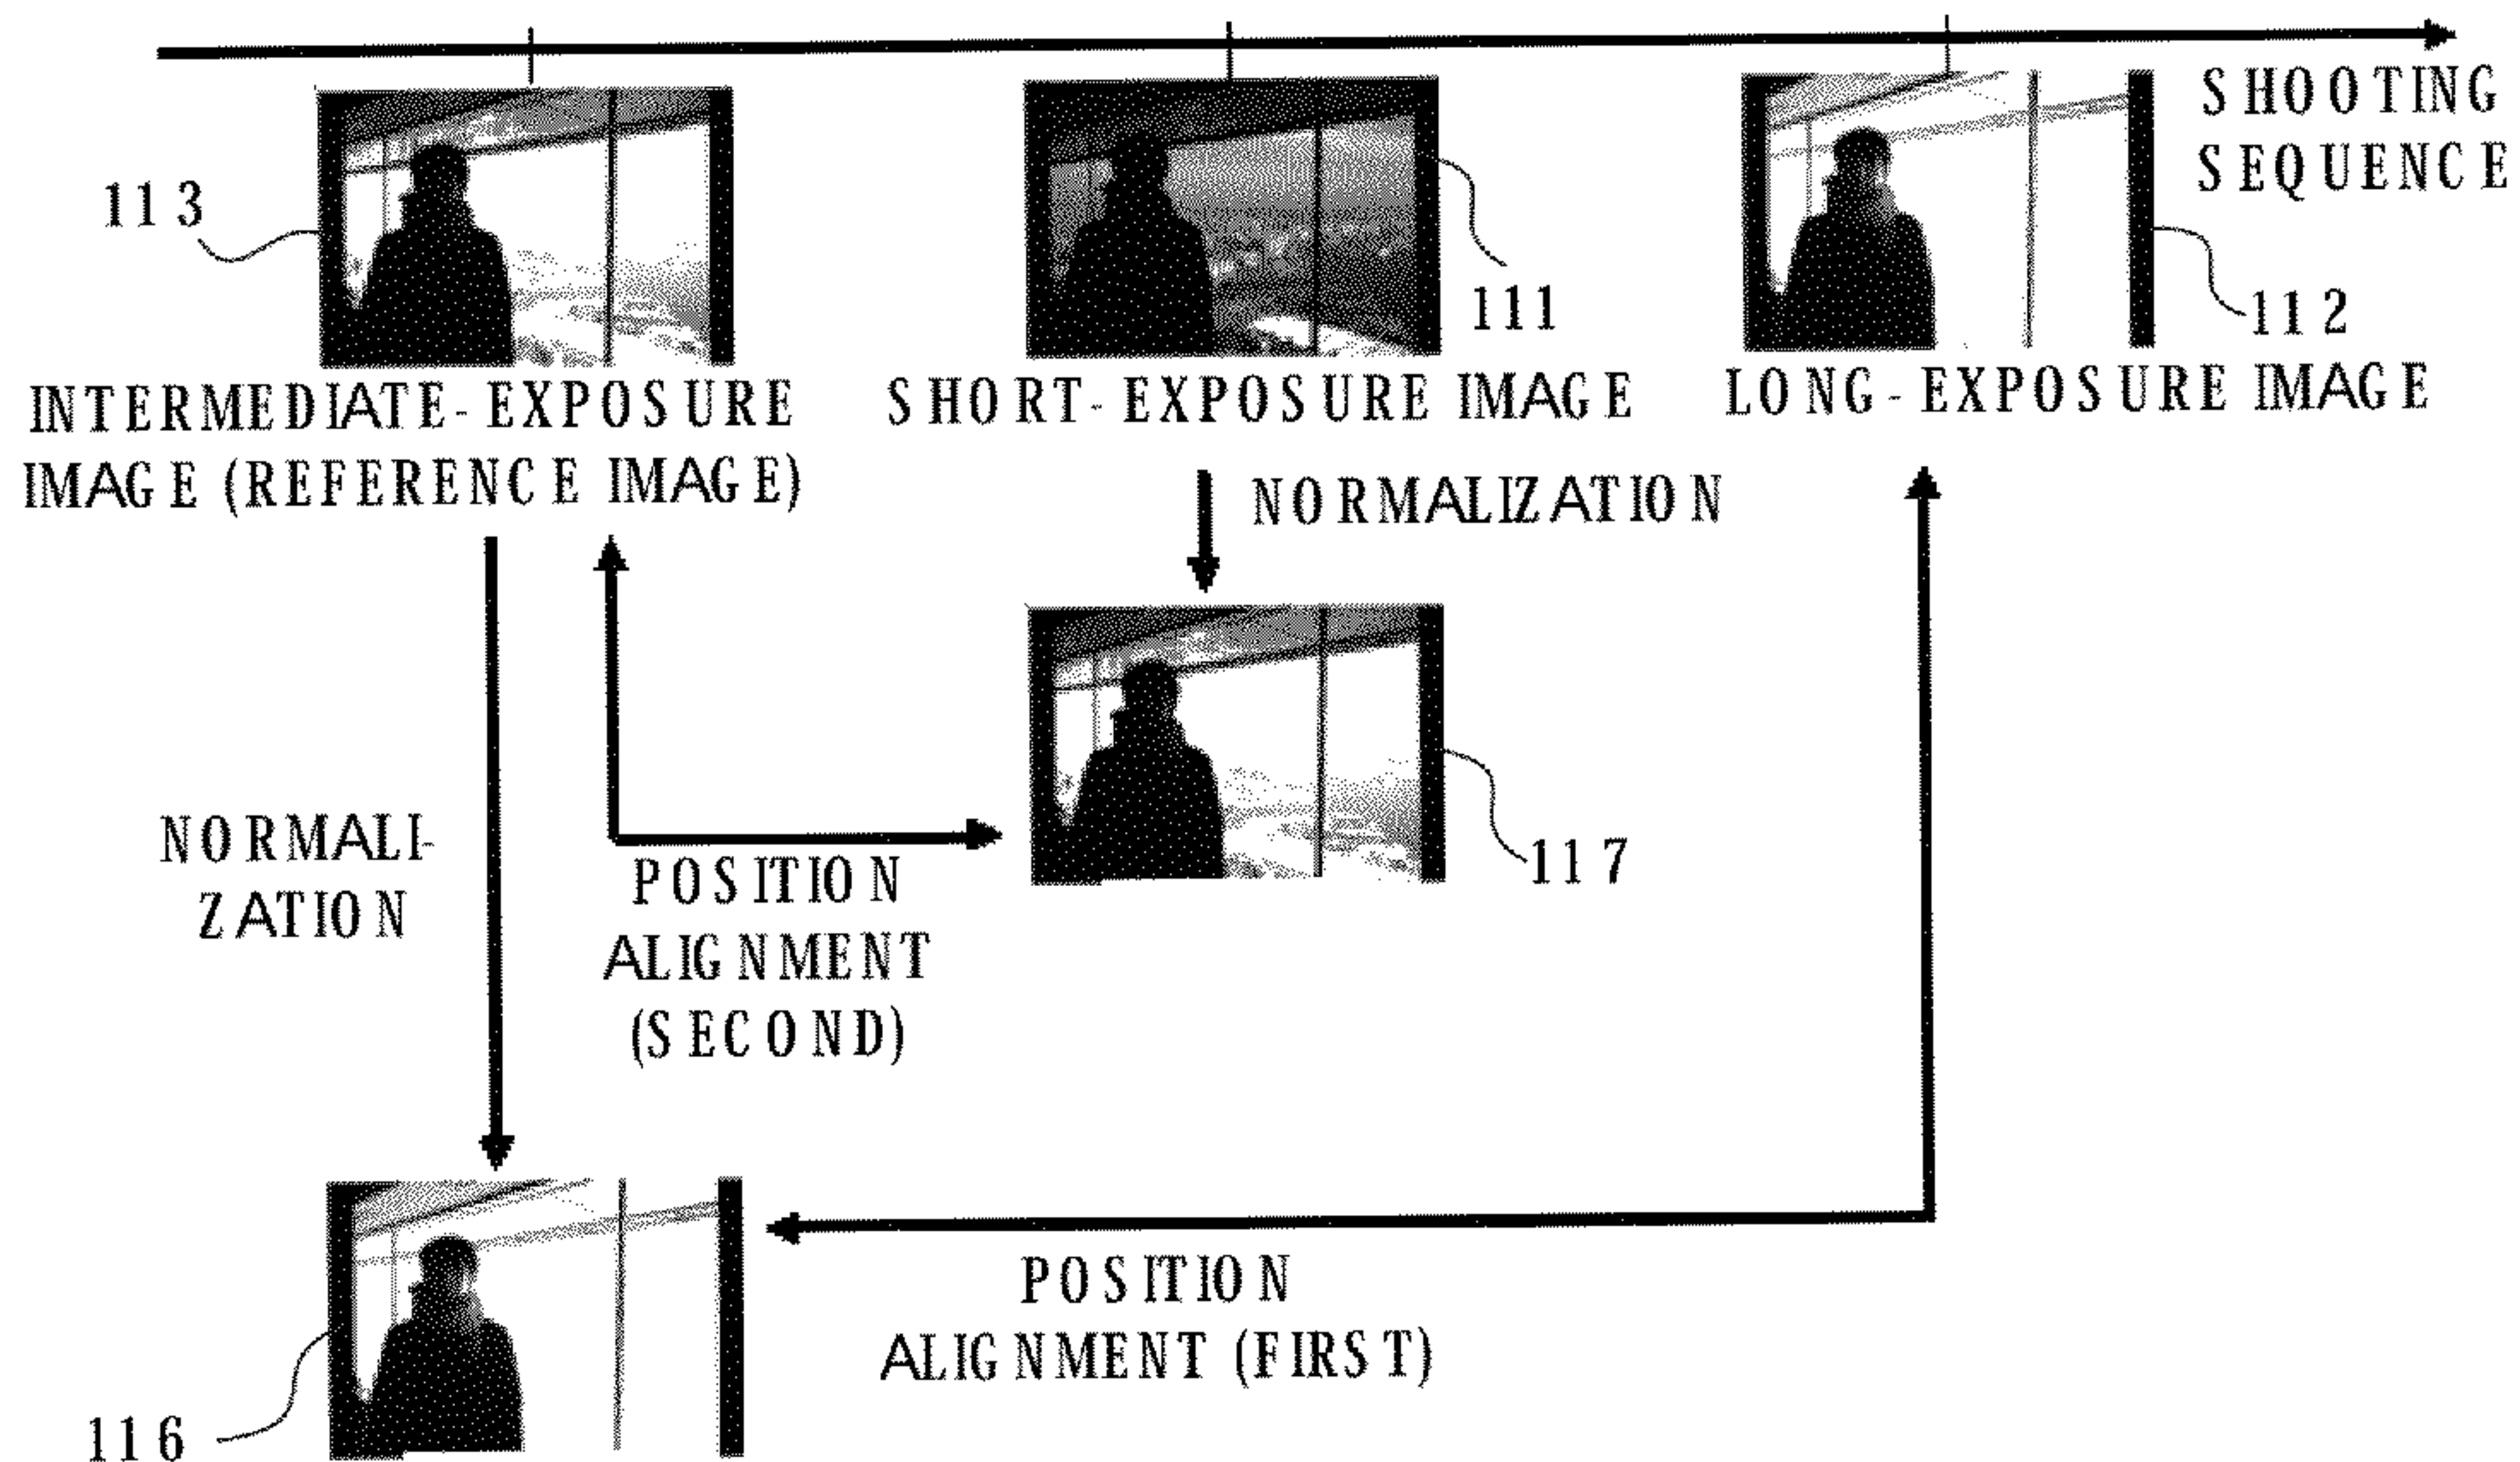 SHOOTING
SEQUENCE
113
111
112
INTERMEDIATE-EXPOSURE
IMAGE (REFERENCE IMAGE)
SHORT-EXPOSURE IMAGE
LONG-EXPOSURE IMAGE
NORMALIZATION
117
NORMALI-
ZATION
POSITION
ALIGNMENT
(SECOND)
POSITION
ALIGNMENT (FIRST)
116